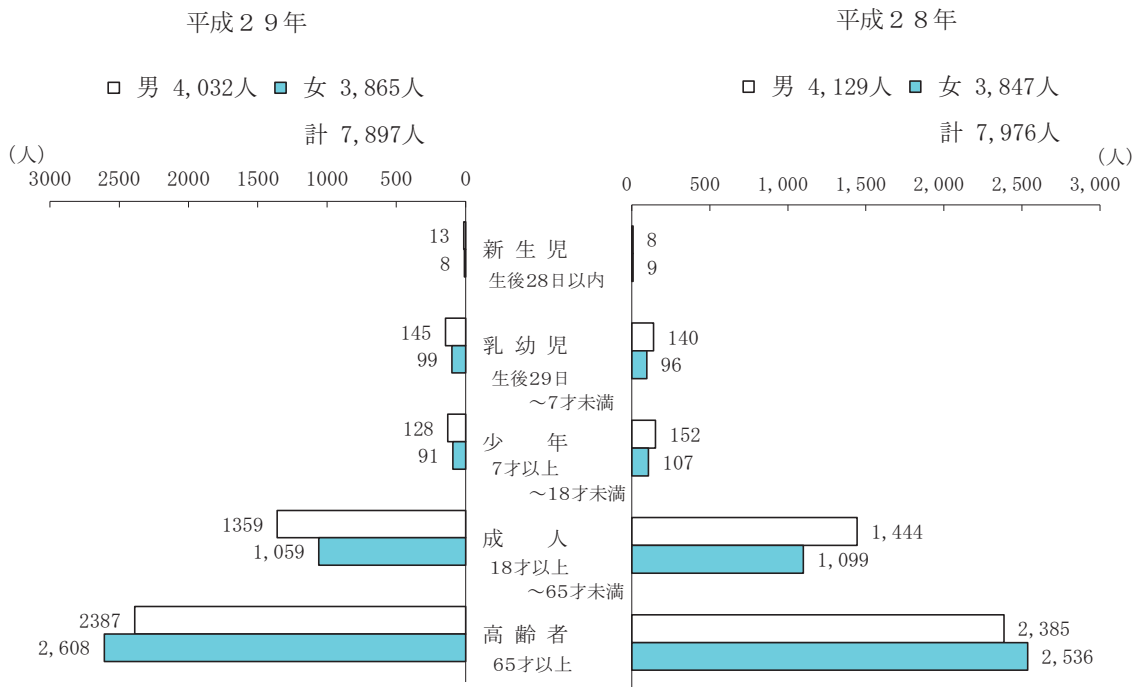 平成２９年
平成２８年
男 4,032人 女 3,865人
計 7,897人
男 4,129人 女 3,847人
計 7,976人
(人)
3000 2500 2000 1500 1000 500 0
(人)
0 500 1,000 1,500 2,000 2,500 3,000
13
8
新生児
生後28日以内
8
9
145
99
乳幼児
生後29日
～7才未満
140
96
128
91
少年
7才以上
～18才未満
152
107
1359
1,059
成人
18才以上
～65才未満
1,444
1,099
2387
2,608
高齢者
65才以上
2,385
2,536